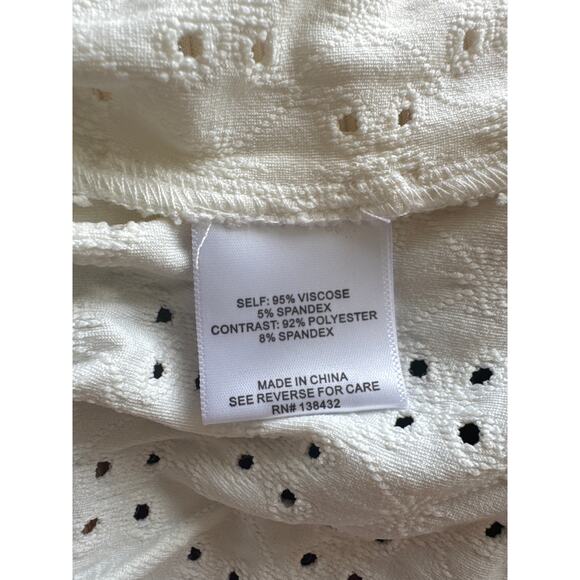 SELF: 95% VISCOSE
5% SPANDEX
CONTRAST: 92% POLYESTER
8% SPANDEX
MADE IN CHINA
SEE REVERSE FOR CARE
RN# 138432